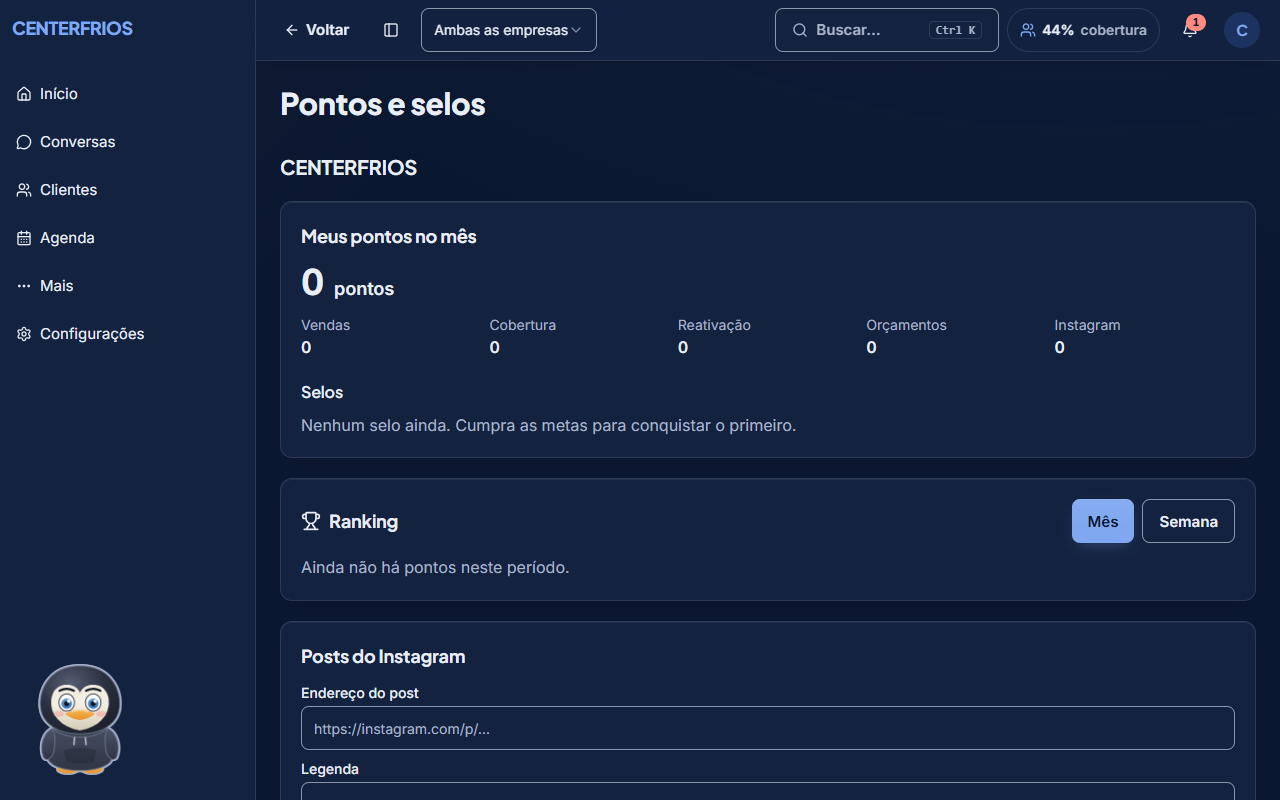 CENTERFRIOS
Voltar
Ambas as empresas
Buscar...
Ctrl K
44% cobertura
1
C
Início
Conversas
Clientes
Agenda
Mais
Configurações
Pontos e selos
CENTERFRIOS
Meus pontos no mês
0 pontos
Vendas
0
Cobertura
0
Reativação
0
Orçamentos
0
Instagram
0
Selos
Nenhum selo ainda. Cumpra as metas para conquistar o primeiro.
Ranking
Mês
Semana
Ainda não há pontos neste período.
Posts do Instagram
Endereço do post
https://instagram.com/p/...
Legenda